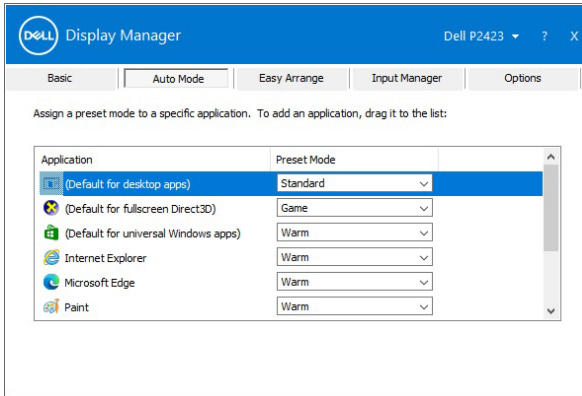 DELL Display Manager Dell P2423 ? X
Basic Auto Mode Easy Arrange Input Manager Options
Assign a preset mode to a specific application. To add an application, drag it to the list:
Application Preset Mode
(Default for desktop apps) Standard
(Default for fullscreen Direct3D) Game
(Default for universal Windows apps) Warm
Internet Explorer Warm
Microsoft Edge Warm
Paint Warm